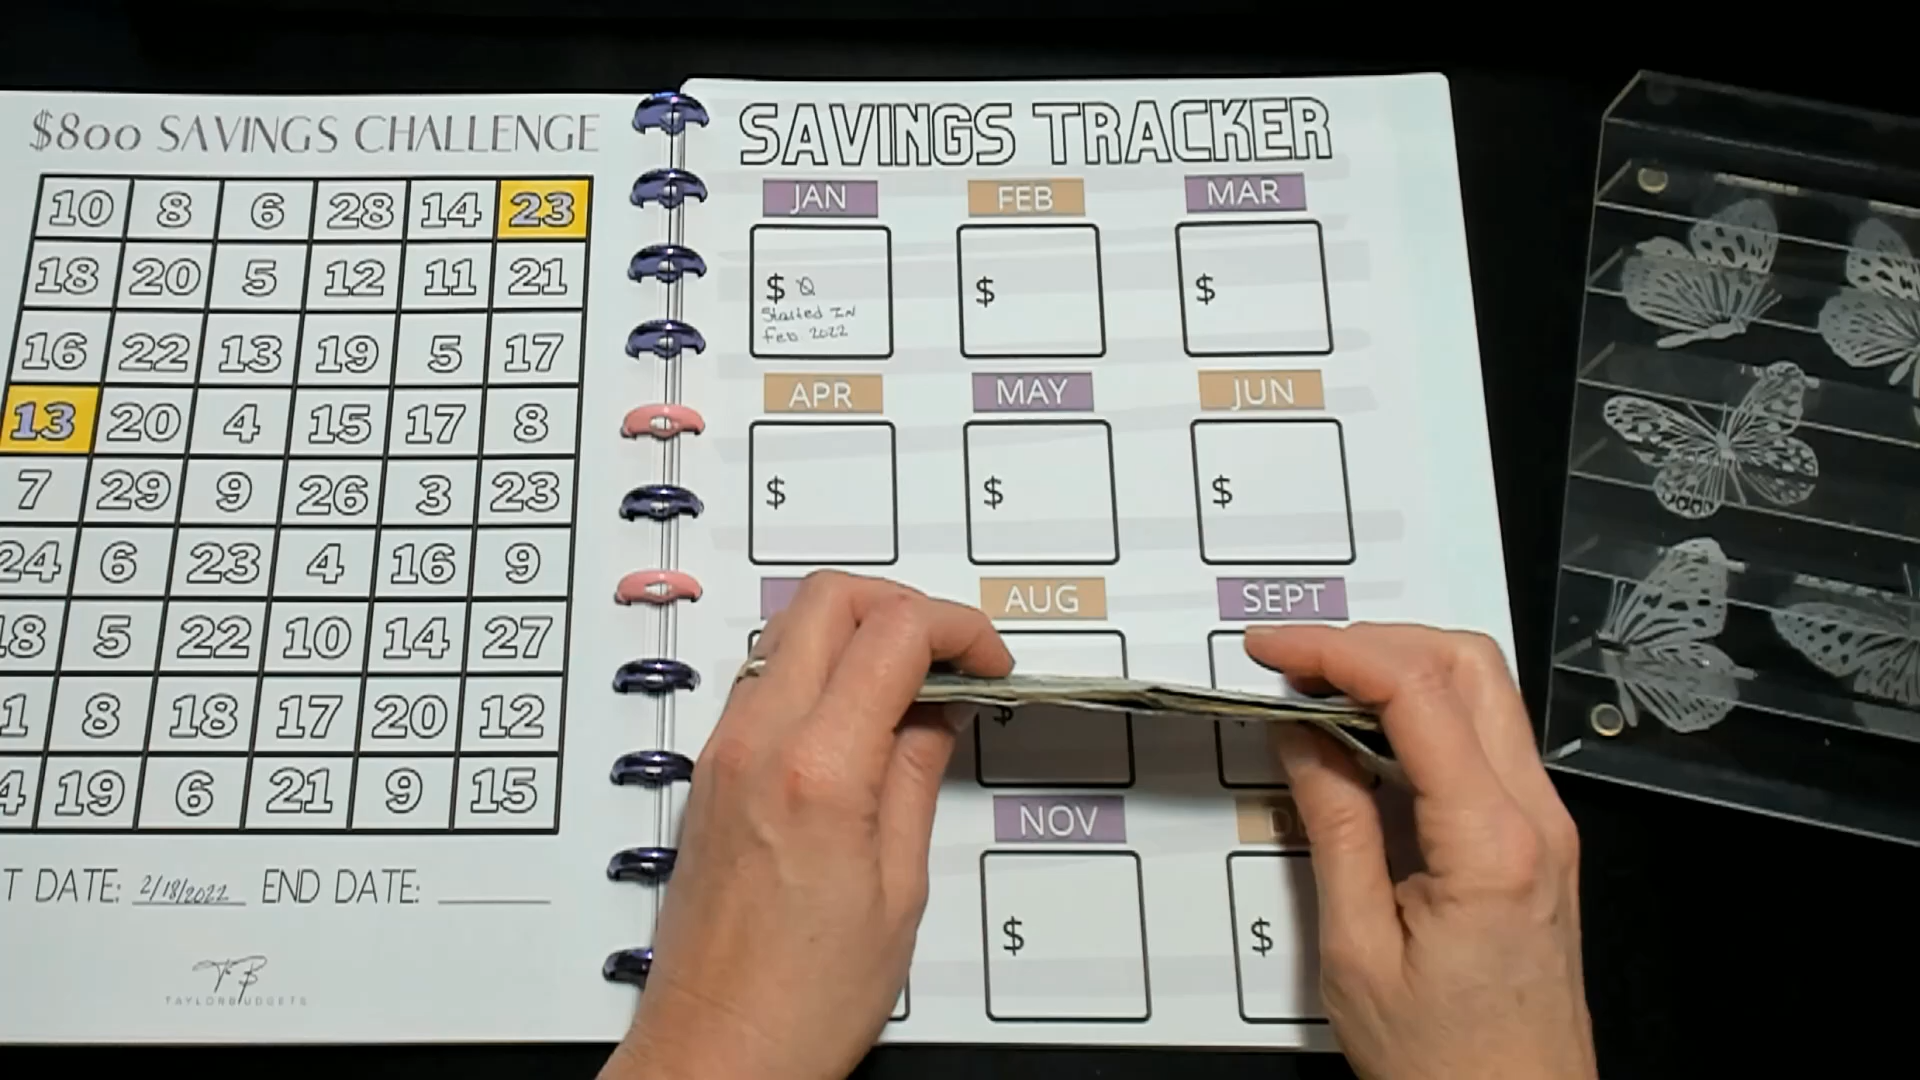 $800 SAVINGS CHALLENGE
10 8 6 28 14 23
18 20 5 12 11 21
16 22 13 19 5 17
13 20 4 15 17 8
7 29 9 26 3 23
24 6 23 4 16 9
18 5 22 10 14 27
1 8 18 17 20 12
4 19 6 21 9 15
T DATE: 2/18/2022 END DATE:
TB
TAYLORBUDGETS
SAVINGS TRACKER
JAN FEB MAR
$ 0 $ $
Started IN
Feb 2022
APR MAY JUN
$ $ $
AUG SEPT
$ $
NOV D
$ $